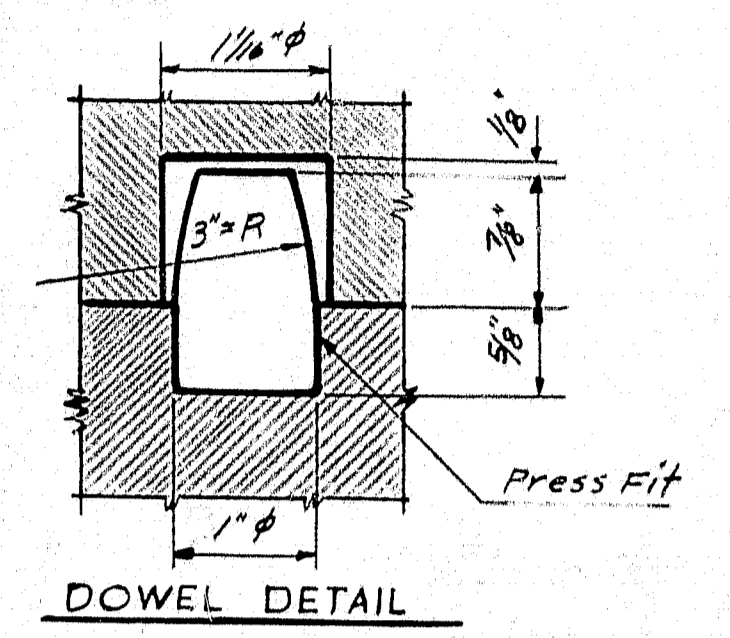 1 1/16" ϕ
1/8"
3" = R
7/8"
5/8"
Press Fit
1" ϕ
DOWEL DETAIL